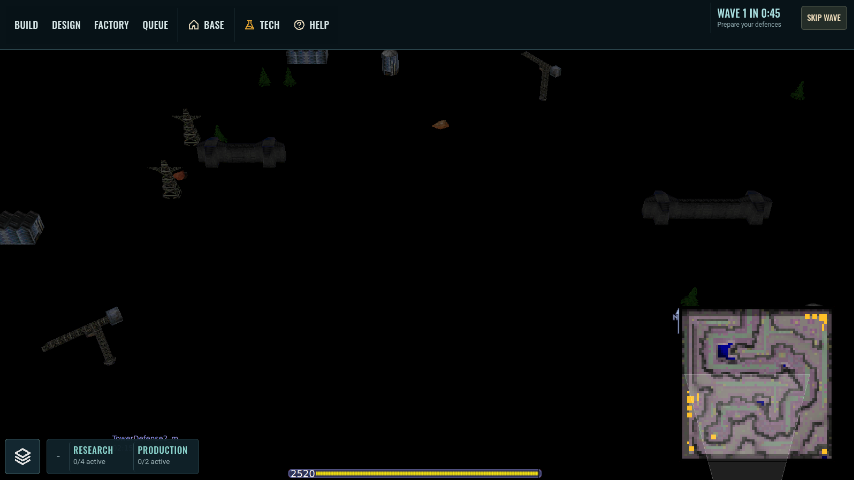 BUILD DESIGN FACTORY QUEUE BASE TECH HELP
WAVE 1 IN 0:45
Prepare your defences
SKIP WAVE
N
RESEARCH
0/4 active
PRODUCTION
0/2 active
2520